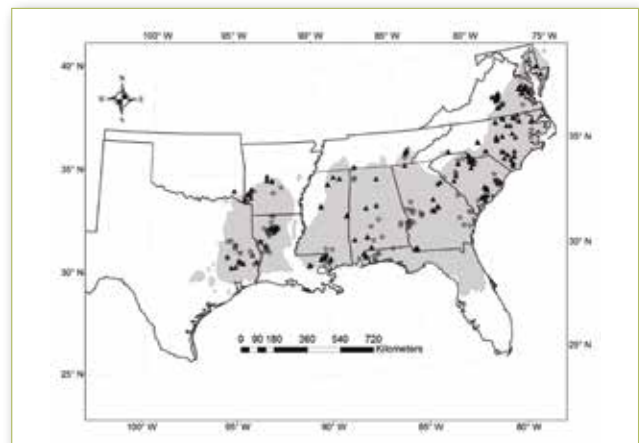 100° W 95° W 90° W 85° W 80° W 75° W
40° N
N
W E
S
35° N 35° N
30° N 30° N
0 90 180 360 540 720
Kilometers
25° N 25° N
100° W 95° W 90° W 85° W 80° W